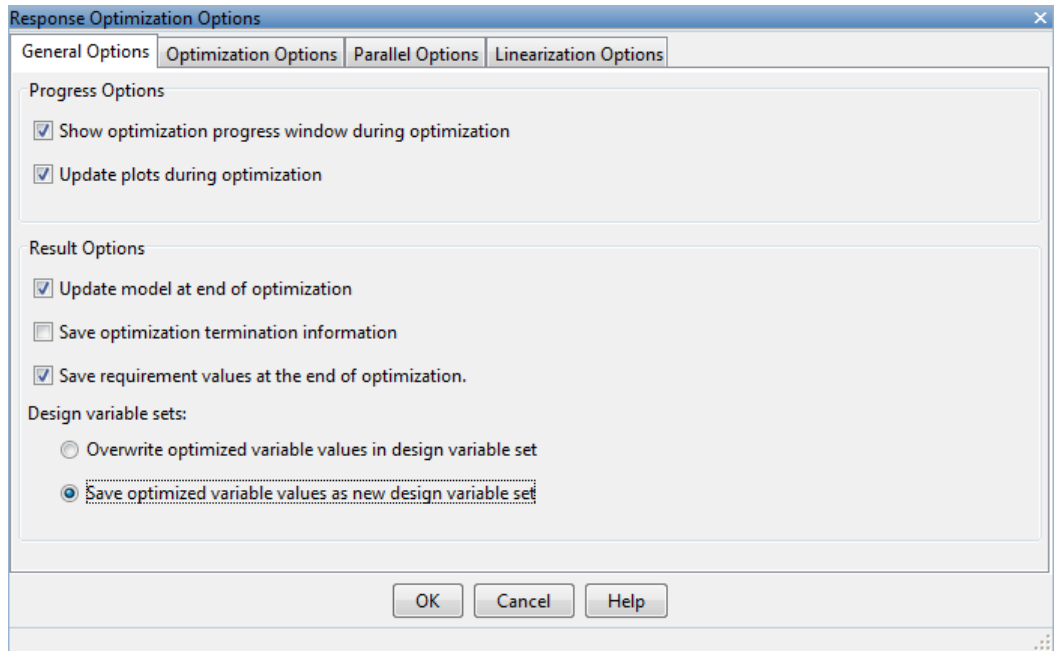 Response Optimization Options
General Options Optimization Options Parallel Options Linearization Options
Progress Options
Show optimization progress window during optimization
Update plots during optimization
Result Options
Update model at end of optimization
Save optimization termination information
Save requirement values at the end of optimization.
Design variable sets:
Overwrite optimized variable values in design variable set
Save optimized variable values as new design variable set
OK Cancel Help